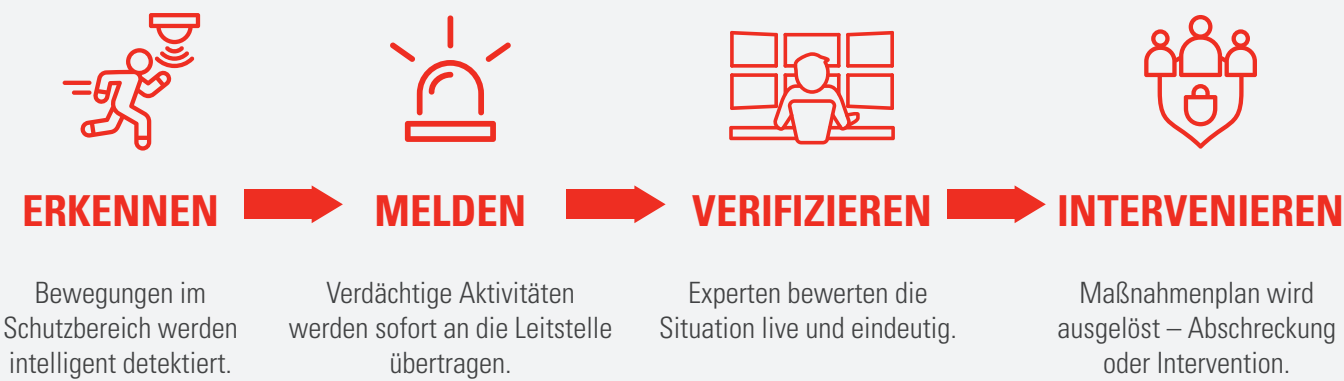 ERKENNEN
MELDEN
VERIFIZIEREN
INTERVENIEREN
Bewegungen im
Schutzbereich werden
intelligent detektiert.
Verdächtige Aktivitäten
werden sofort an die Leitstelle
übertragen.
Experten bewerten die
Situation live und eindeutig.
Maßnahmenplan wird
ausgelöst – Abschreckung
oder Intervention.